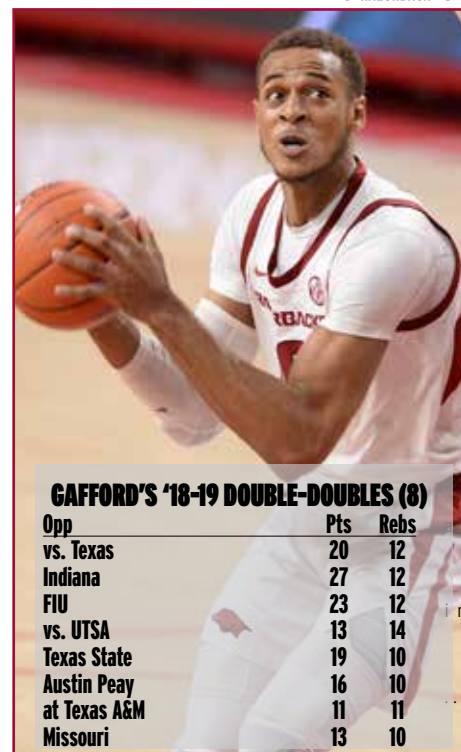 GAFFORD'S '18-19 DOUBLE-DOUBLES (8)
Opp Pts Rebs
vs. Texas 20 12
Indiana 27 12
FIU 23 12
vs. UTSA 13 14
Texas State 19 10
Austin Peay 16 10
at Texas A&M 11 11
Missouri 13 10